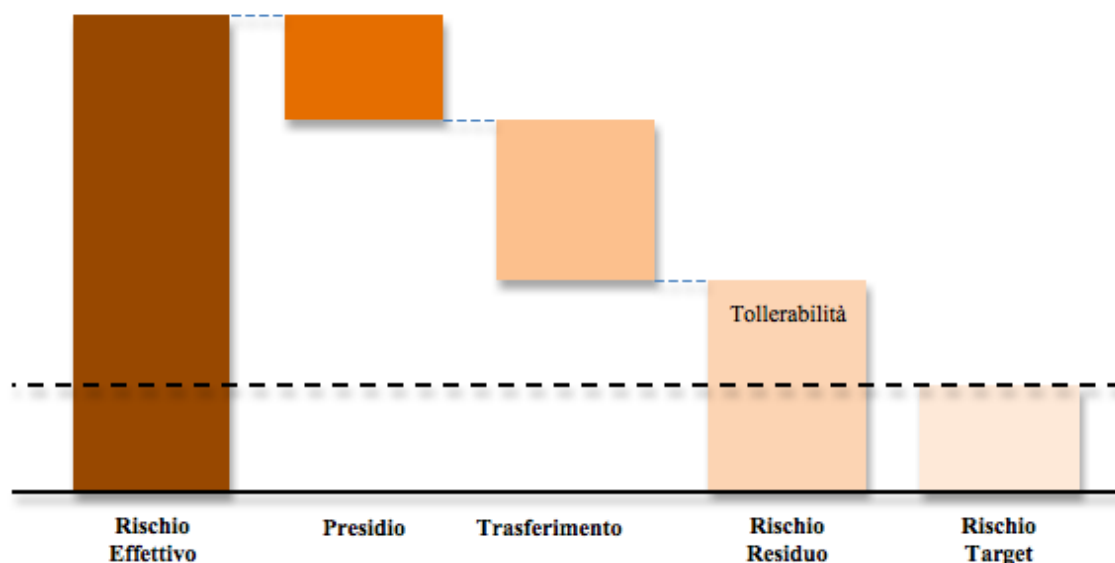 Tollerabilità
Rischio
Effettivo
Presidio
Trasferimento
Rischio
Residuo
Rischio
Target